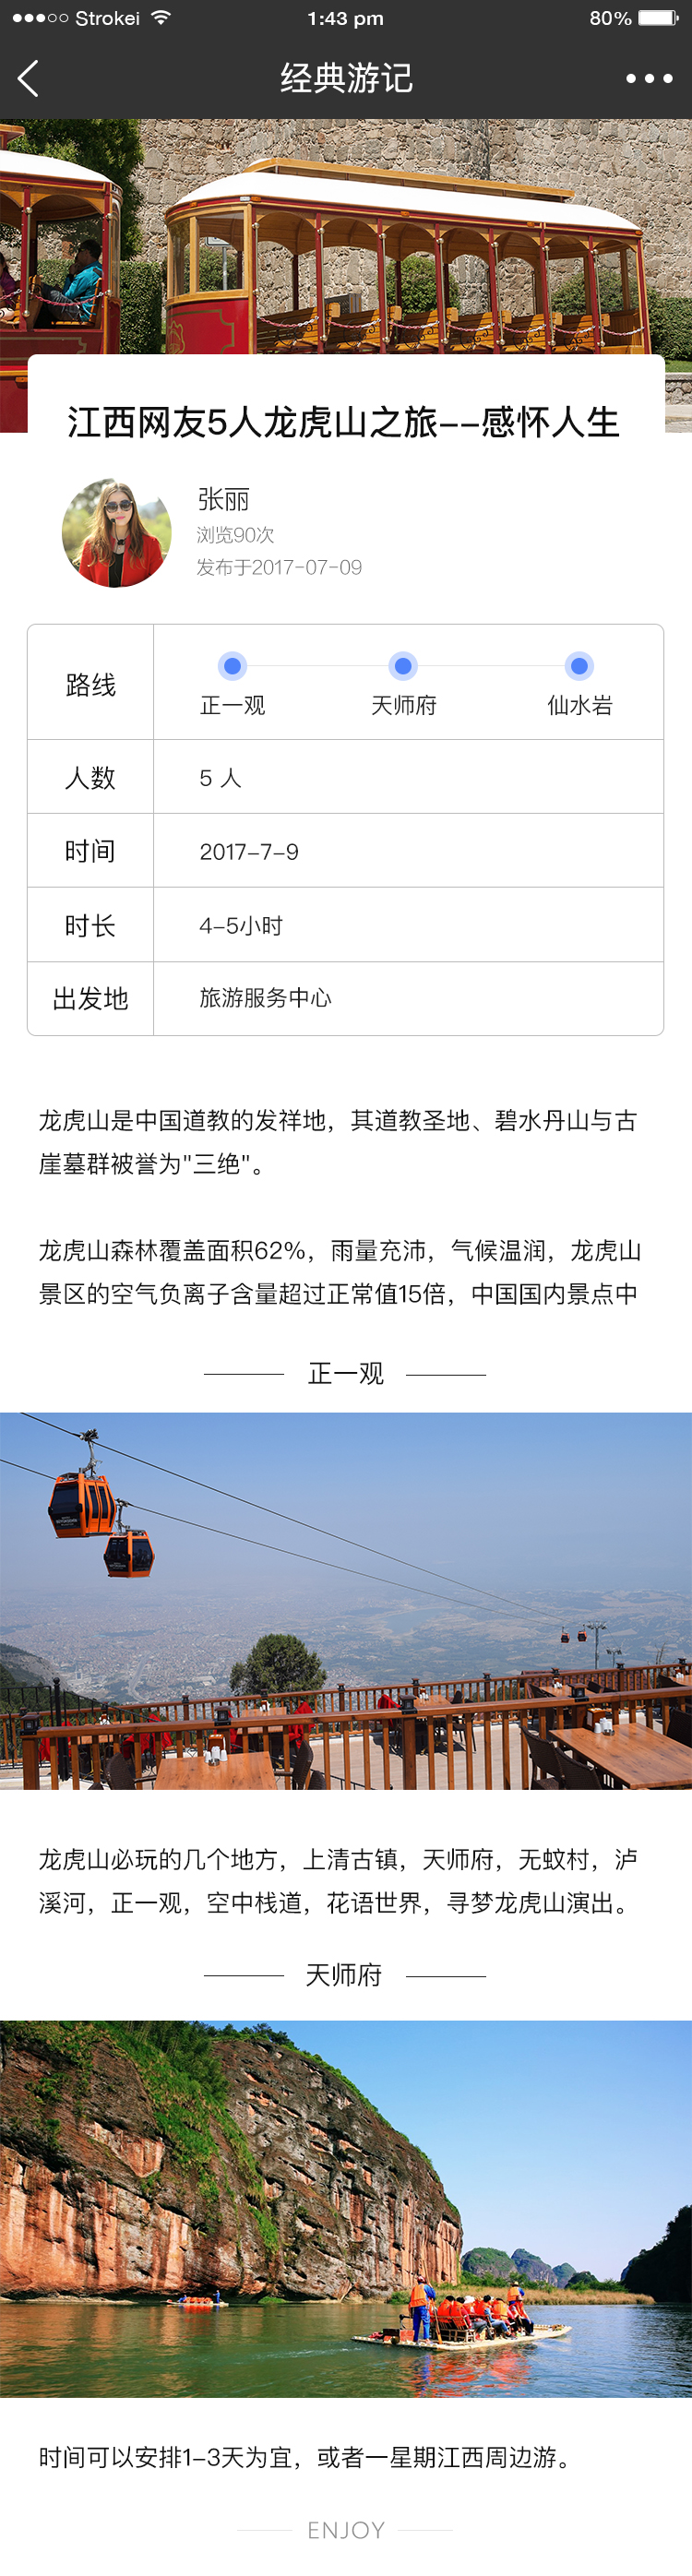 Strokei
1:43 pm
80%
经典游记
江西网友5人龙虎山之旅--感怀人生
张丽
浏览90次
发布于2017-07-09
路线
正一观 天师府 仙水岩
人数 5 人
时间 2017-7-9
时长 4-5小时
出发地 旅游服务中心
龙虎山是中国道教的发祥地，其道教圣地、碧水丹山与古
崖墓群被誉为"三绝"。
龙虎山森林覆盖面积62%，雨量充沛，气候温润，龙虎山
景区的空气负离子含量超过正常值15倍，中国国内景点中
正一观
龙虎山必玩的几个地方，上清古镇，天师府，无蚊村，泸
溪河，正一观，空中栈道，花语世界，寻梦龙虎山演出。
天师府
时间可以安排1-3天为宜，或者一星期江西周边游。
ENJOY